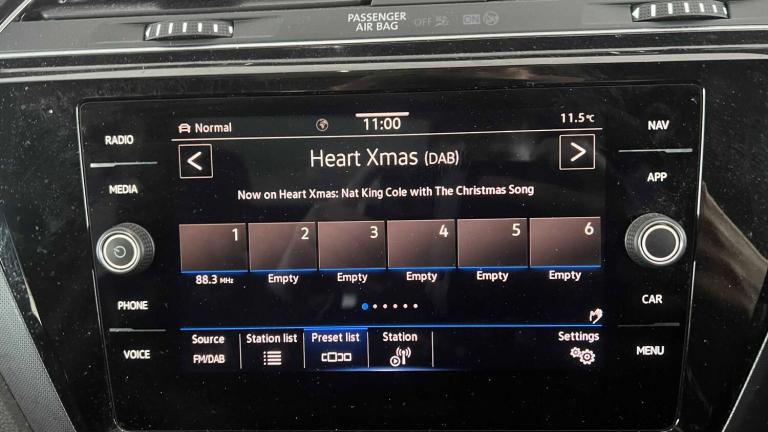 PASSENGER
AIR BAG
OFF
ON
RADIO
MEDIA
PHONE
VOICE
Normal
11:00
11.5°C
<
Heart Xmas (DAB)
>
Now on Heart Xmas: Nat King Cole with The Christmas Song
1 2 3 4 5 6
88.3 MHz Empty Empty Empty Empty Empty
Source Station list Preset list Station Settings
FM/DAB
NAV
APP
CAR
MENU